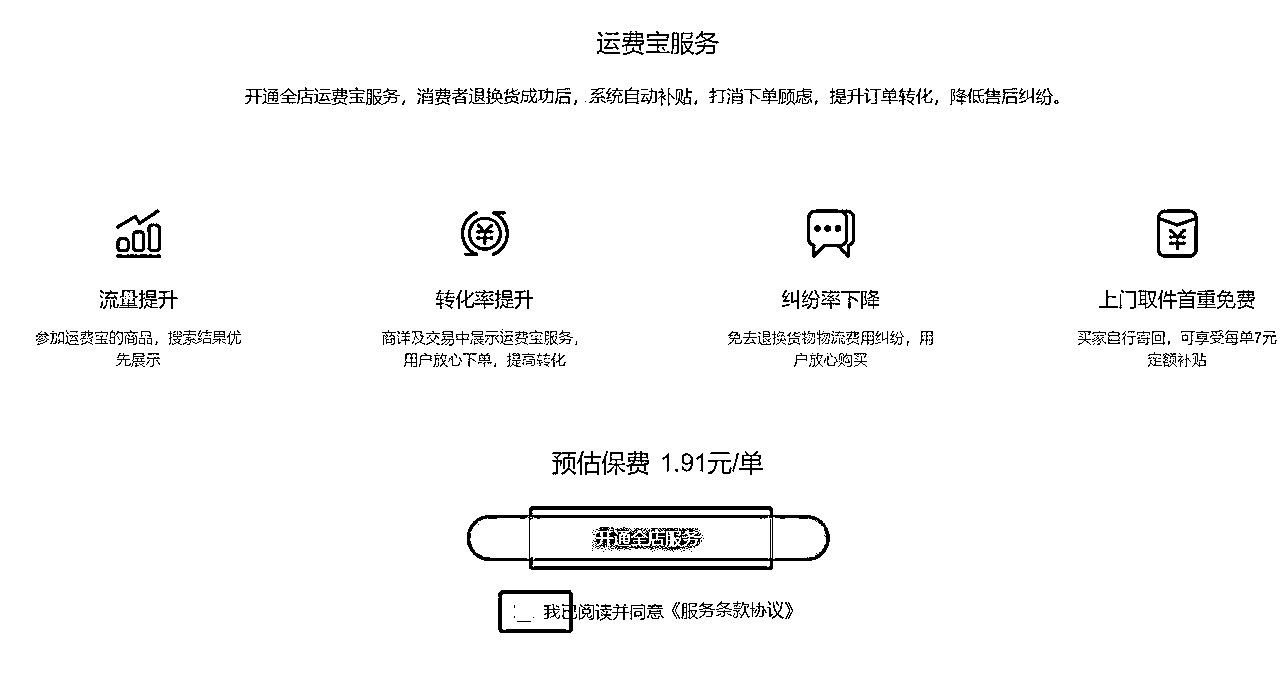 运费宝服务
开通全店运费宝服务，消费者退换货成功后，系统自动补贴，打消下单顾虑，提升订单转化，降低售后纠纷。
流量提升
参加运费宝的商品，搜索结果优
先展示
转化率提升
商详及交易中展示运费宝服务，
用户放心下单，提高转化
纠纷率下降
免去退换货物物流费用纠纷，用
户放心购买
上门取件首重免费
买家自行寄回，可享受每单7元
定额补贴
预估保费 1.91元/单
开通全店服务
我已阅读并同意《服务条款协议》